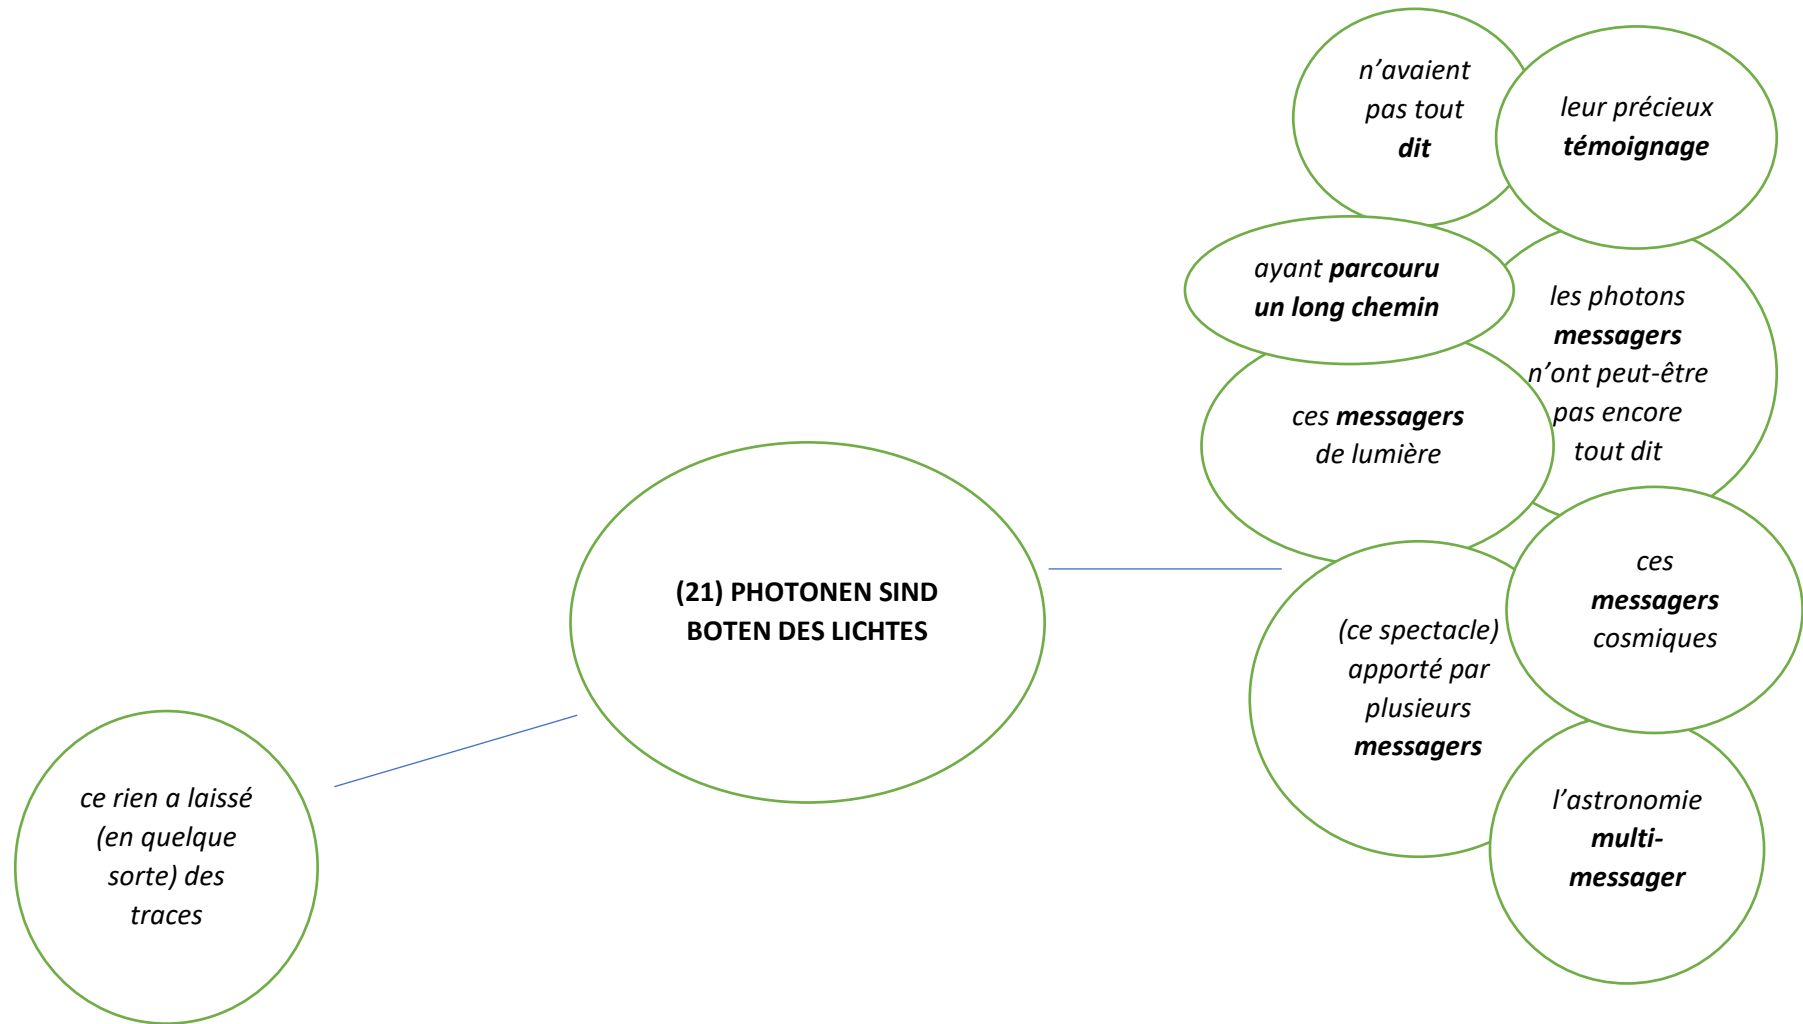 n’avaient
pas tout
dit
leur précieux
témoignage
ayant parcouru
un long chemin
les photons
messagers
n’ont peut-être
pas encore
tout dit
ces messagers
de lumière
(21) PHOTONEN SIND
BOTEN DES LICHTES
ces
messagers
cosmiques
(ce spectacle)
apporté par
plusieurs
messagers
l’astronomie
multi-
messager
ce rien a laissé
(en quelque
sorte) des
traces